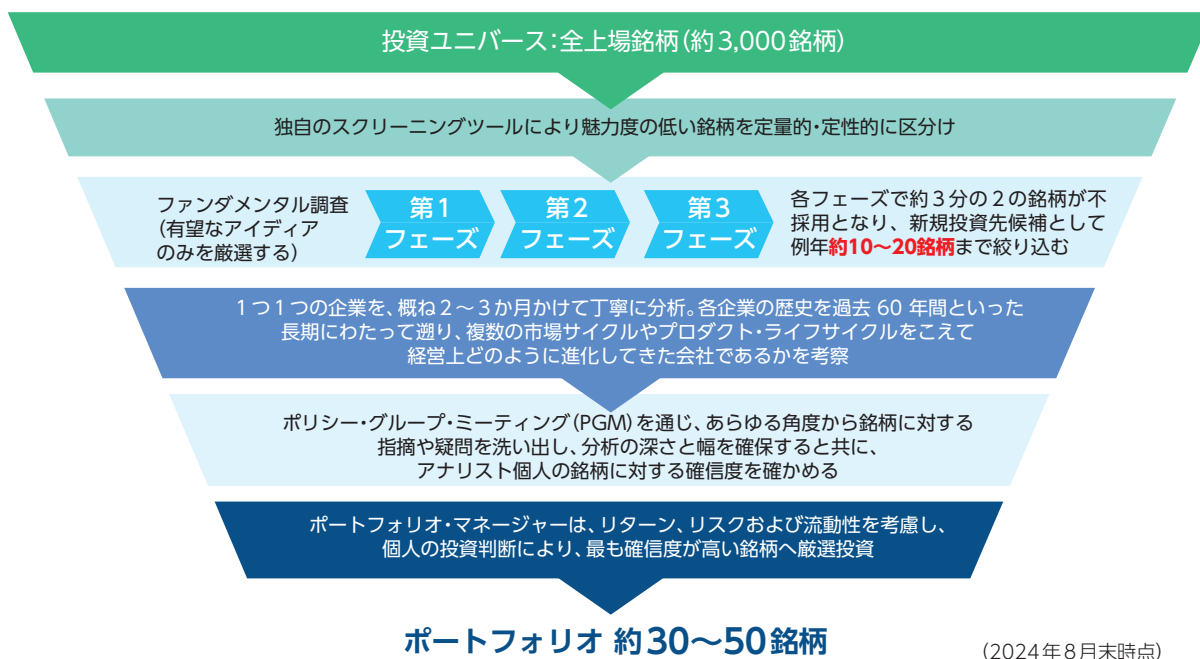 投資ユニバース:全上場銘柄(約3,000銘柄)
独自のスクリーニングツールにより魅力度の低い銘柄を定量的・定性的に区分け
ファンダメンタル調査
(有望なアイディア
のみを厳選する)
第1
フェーズ
第2
フェーズ
第3
フェーズ
各フェーズで約3分の2の銘柄が不
採用となり、新規投資先候補として
例年約10〜20銘柄まで絞り込む
1つ1つの企業を、概ね2〜3か月かけて丁寧に分析。各企業の歴史を過去 60 年間といった
長期にわたって遡り、複数の市場サイクルやプロダクト・ライフサイクルをこえて
経営上どのように進化してきた会社であるかを考察
ポリシー・グループ・ミーティング(PGM)を通じ、あらゆる角度から銘柄に対する
指摘や疑問を洗い出し、分析の深さと幅を確保すると共に、
アナリスト個人の銘柄に対する確信度を確かめる
ポートフォリオ・マネージャーは、リターン、リスクおよび流動性を考慮し、
個人の投資判断により、最も確信度が高い銘柄へ厳選投資
ポートフォリオ 約30〜50銘柄
(2024年8月末時点)